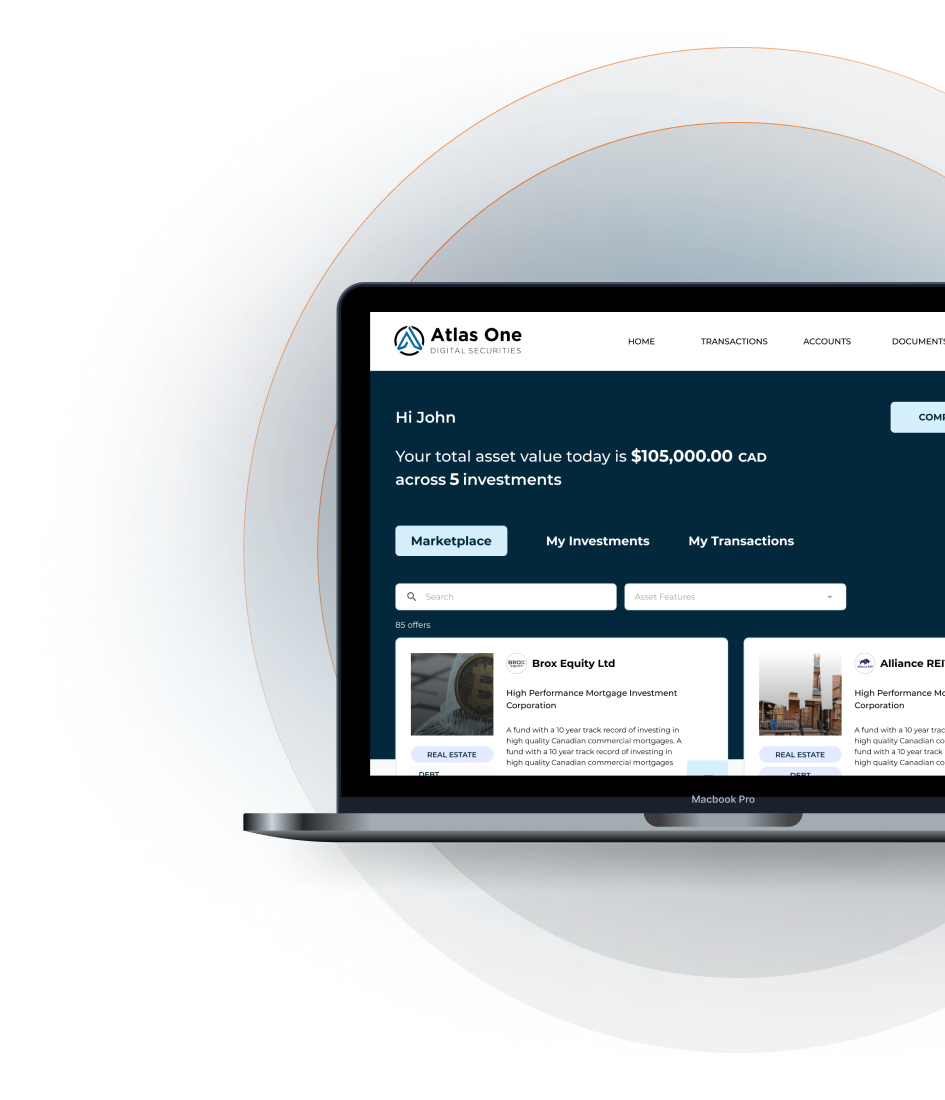 Atlas One
DIGITAL SECURITIES
HOME TRANSACTIONS ACCOUNTS DOCUMENTS
Hi John
COMP
Your total asset value today is $105,000.00 CAD
across 5 investments
Marketplace My Investments My Transactions
Search Asset Features
85 offers
BROX
Brox Equity Ltd
High Performance Mortgage Investment
Corporation
A fund with a 10 year track record of investing in
high quality Canadian commercial mortgages. A
fund with a 10 year track record of investing in
high quality Canadian commercial mortgages
REAL ESTATE
DEBT
Alliance REI
High Performance Mo
Corporation
A fund with a 10 year trac
high quality Canadian co
fund with a 10 year track
high quality Canadian co
REAL ESTATE
DEBT
Macbook Pro